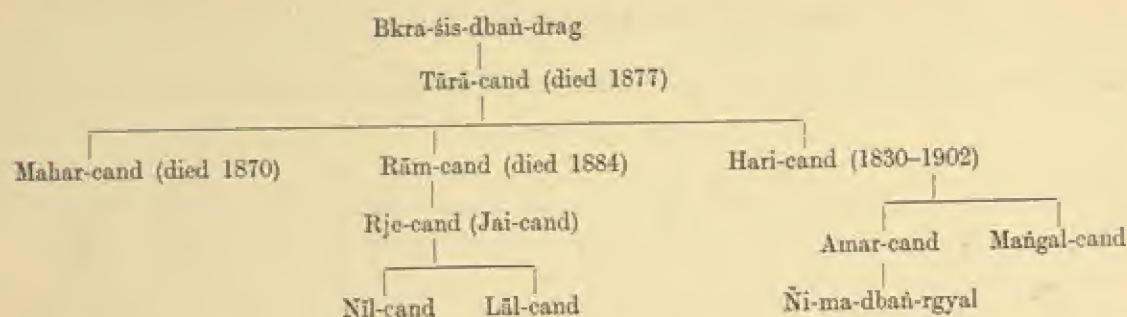 Bkra-śis-dbaṅ-drag
Tārā-cand (died 1877)
Mahar-cand (died 1870) Rām-cand (died 1884) Hari-cand (1830–1902)
Rje-cand (Jai-cand)
Amar-cand Maṅgal-cand
Nīl-cand Lāl-cand Ñi-ma-dbaṅ-rgyal